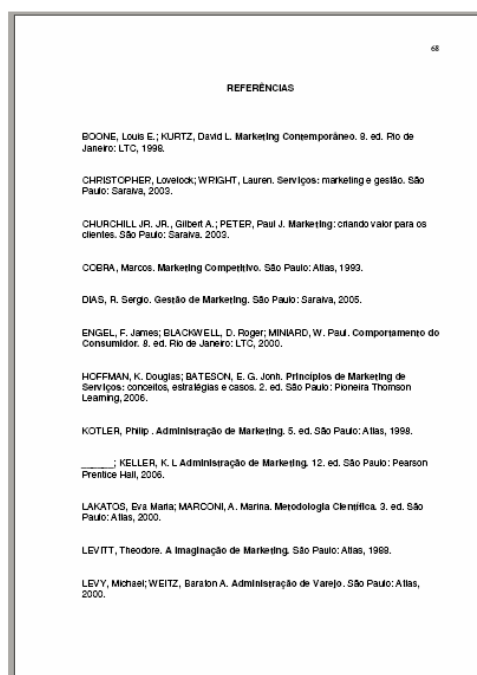 68
REFERÊNCIAS
BOONE, Louis E.; KURTZ, David L. Marketing Contemporâneo. 8. ed. Rio de
Janeiro: LTC, 1998.
CHRISTOPHER, Lovelock; WRIGHT, Lauren. Serviços: marketing e gestão. São
Paulo: Saraiva, 2003.
CHURCHILL JR. JR., Gilbert A.; PETER, Paul J. Marketing: criando valor para os
clientes. São Paulo: Saraiva. 2003.
COBRA, Marcos. Marketing Competitivo. São Paulo: Atlas, 1993.
DIAS, R. Sergio. Gestão de Marketing. São Paulo: Saraiva, 2005.
ENGEL, F. James; BLACKWELL, D. Roger; MINIARD, W. Paul. Comportamento do
Consumidor. 8. ed. Rio de Janeiro: LTC, 2000.
HOFFMAN, K. Douglas; BATESON, E. G. Jonh. Princípios de Marketing de
Serviços: conceitos, estratégias e casos. 2. ed. São Paulo: Pioneira Thomson
Learning, 2006.
KOTLER, Philip . Administração de Marketing. 5. ed. São Paulo: Atlas, 1998.
______; KELLER, K. L Administração de Marketing. 12. ed. São Paulo: Pearson
Prentice Hall, 2006.
LAKATOS, Eva Maria; MARCONI, A. Marina. Metodologia Científica. 3. ed. São
Paulo: Atlas, 2000.
LEVITT, Theodore. A Imaginação de Marketing. São Paulo: Atlas, 1988.
LEVY, Michael; WEITZ, Baraton A. Administração de Varejo. São Paulo: Atlas,
2000.